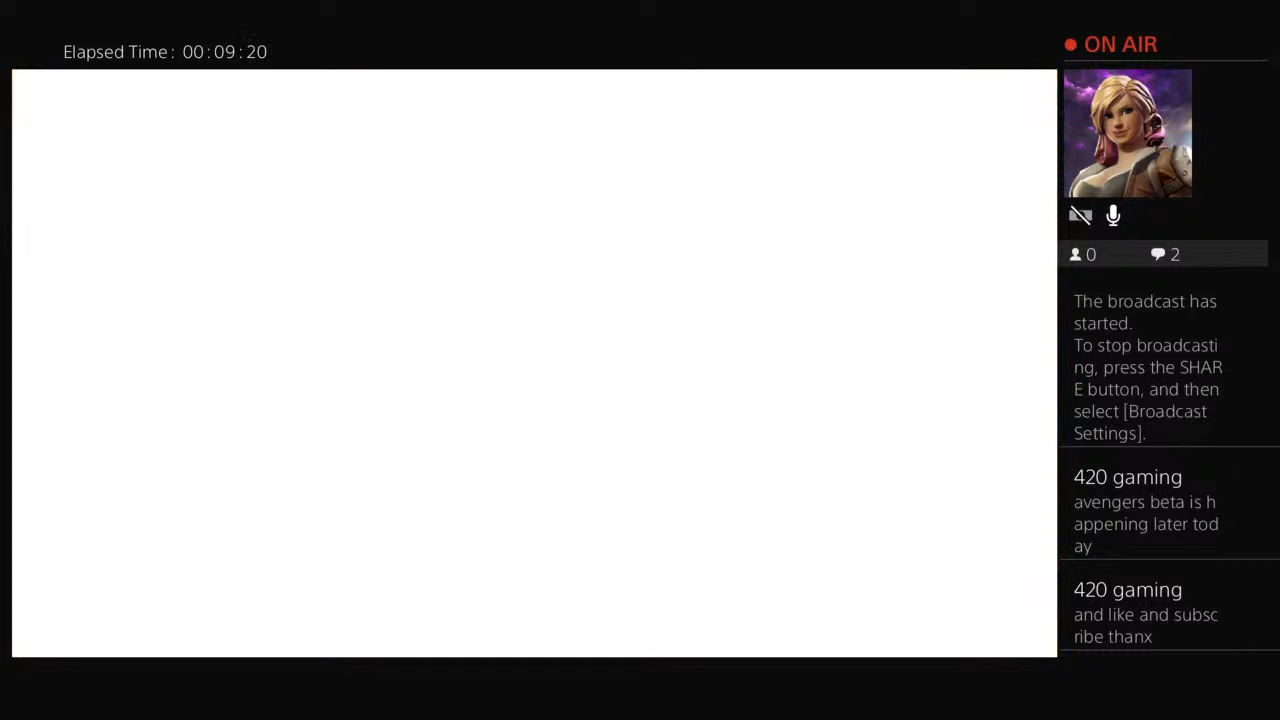 Elapsed Time: 00:09:20
ON AIR
0
2
The broadcast has
started.
To stop broadcasti
ng, press the SHAR
E button, and then
select [Broadcast
Settings].
420 gaming
avengers beta is h
appening later tod
ay
420 gaming
and like and subsc
ribe thanx